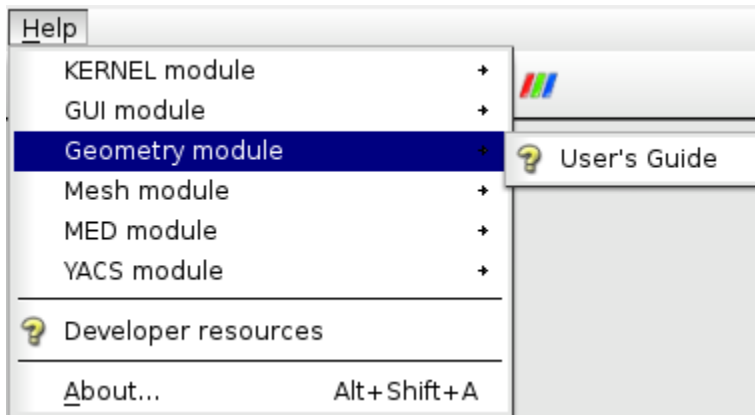 Help
KERNEL module
GUI module
Geometry module
User's Guide
Mesh module
MED module
YACS module
Developer resources
About... Alt+Shift+A